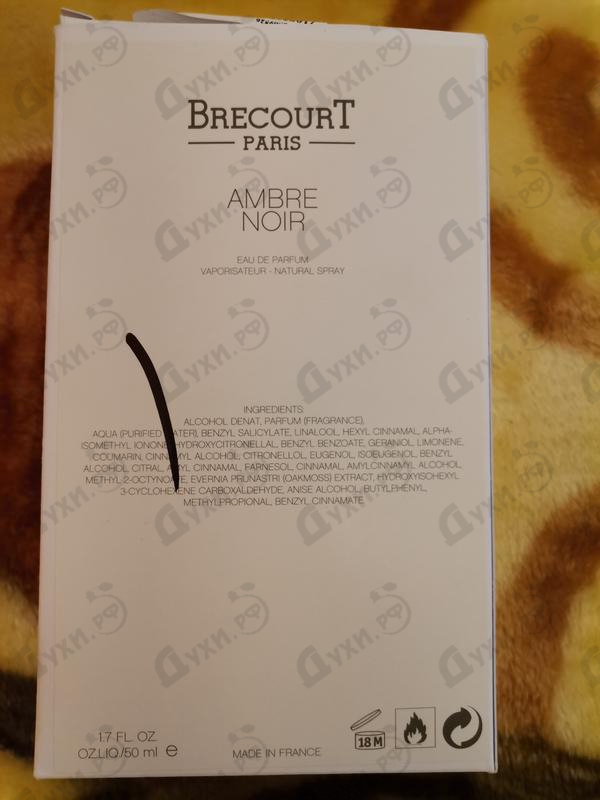 BRECOURT
PARIS
AMBRE
NOIR
EAU DE PARFUM
VAPORISATEUR - NATURAL SPRAY
INGREDIENTS:
ALCOHOL DENAT, PARFUM (FRAGRANCE),
AQUA (PURIFIED WATER), BENZYL SALICYLATE, LINALOOL, HEXYL CINNAMAL, ALPHA-
ISOMETHYL IONONE, HYDROXYCITRONELLAL, BENZYL BENZOATE, GERANIOL, LIMONENE,
COUMARIN, CINNAMYL ALCOHOL, CITRONELLOL, EUGENOL, ISOEUGENOL, BENZYL
ALCOHOL, CITRAL, AMYL CINNAMAL, FARNESOL, CINNAMAL, AMYLCINNAMYL ALCOHOL,
METHYL 2-OCTYNOATE, EVERNIA PRUNASTRI (OAKMOSS) EXTRACT, HYDROXYISOHEXYL
3-CYCLOHEXENE CARBOXALDEHYDE, ANISE ALCOHOL, BUTYLPHENYL,
METHYLPROPIONAL, BENZYL CINNAMATE
1.7 FL. OZ.
OZ.LIQ./50 ml e
MADE IN FRANCE
18 M
Духи.рф